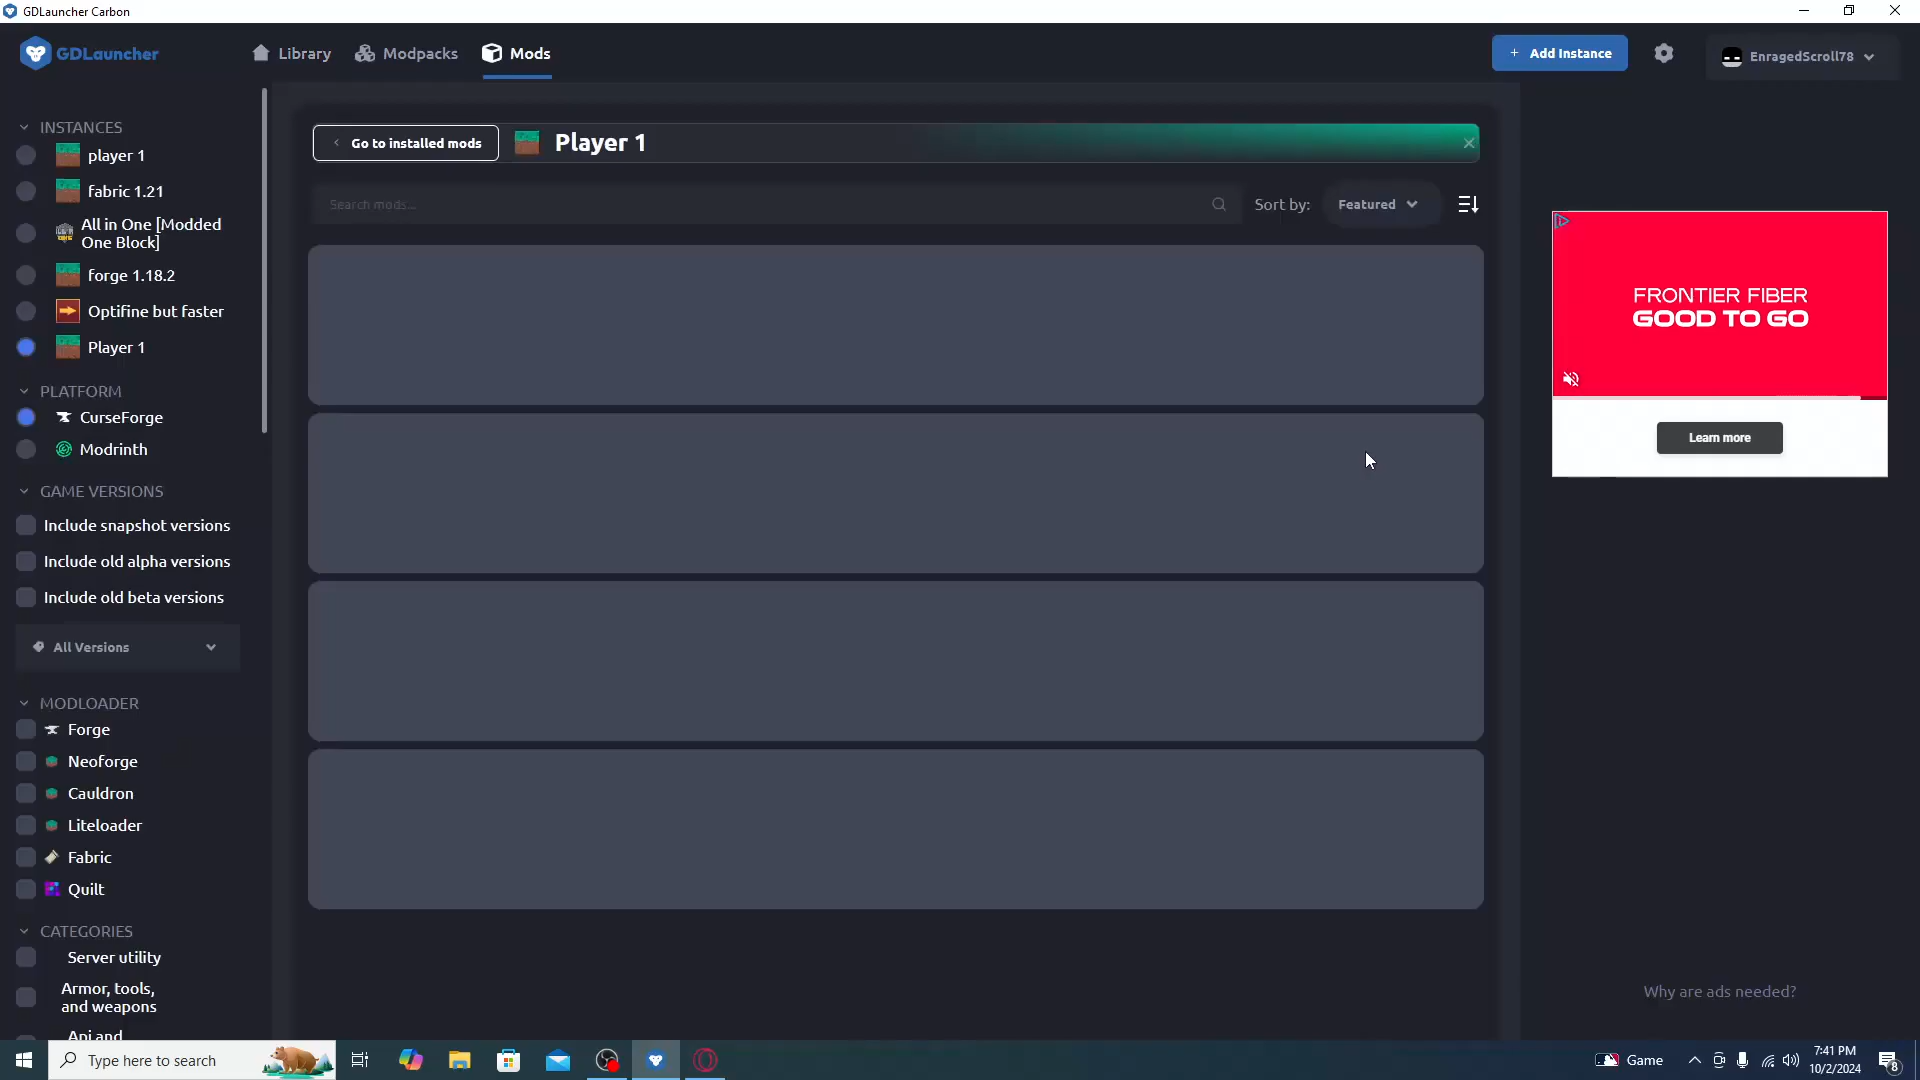 GDLauncher Carbon
GDLauncher
Library
Modpacks
Mods
+ Add Instance
EnragedScroll78
INSTANCES
player 1
fabric 1.21
All in One [Modded
One Block]
forge 1.18.2
Optifine but faster
Player 1
PLATFORM
CurseForge
Modrinth
GAME VERSIONS
Include snapshot versions
Include old alpha versions
Include old beta versions
All Versions
MODLOADER
Forge
Neoforge
Cauldron
Liteloader
Fabric
Quilt
CATEGORIES
Server utility
Armor, tools,
and weapons
Api and
Go to installed mods
Player 1
Search mods...
Sort by:
Featured
FRONTIER FIBER
GOOD TO GO
Learn more
Why are ads needed?
Type here to search
Game
7:41 PM
10/2/2024
8